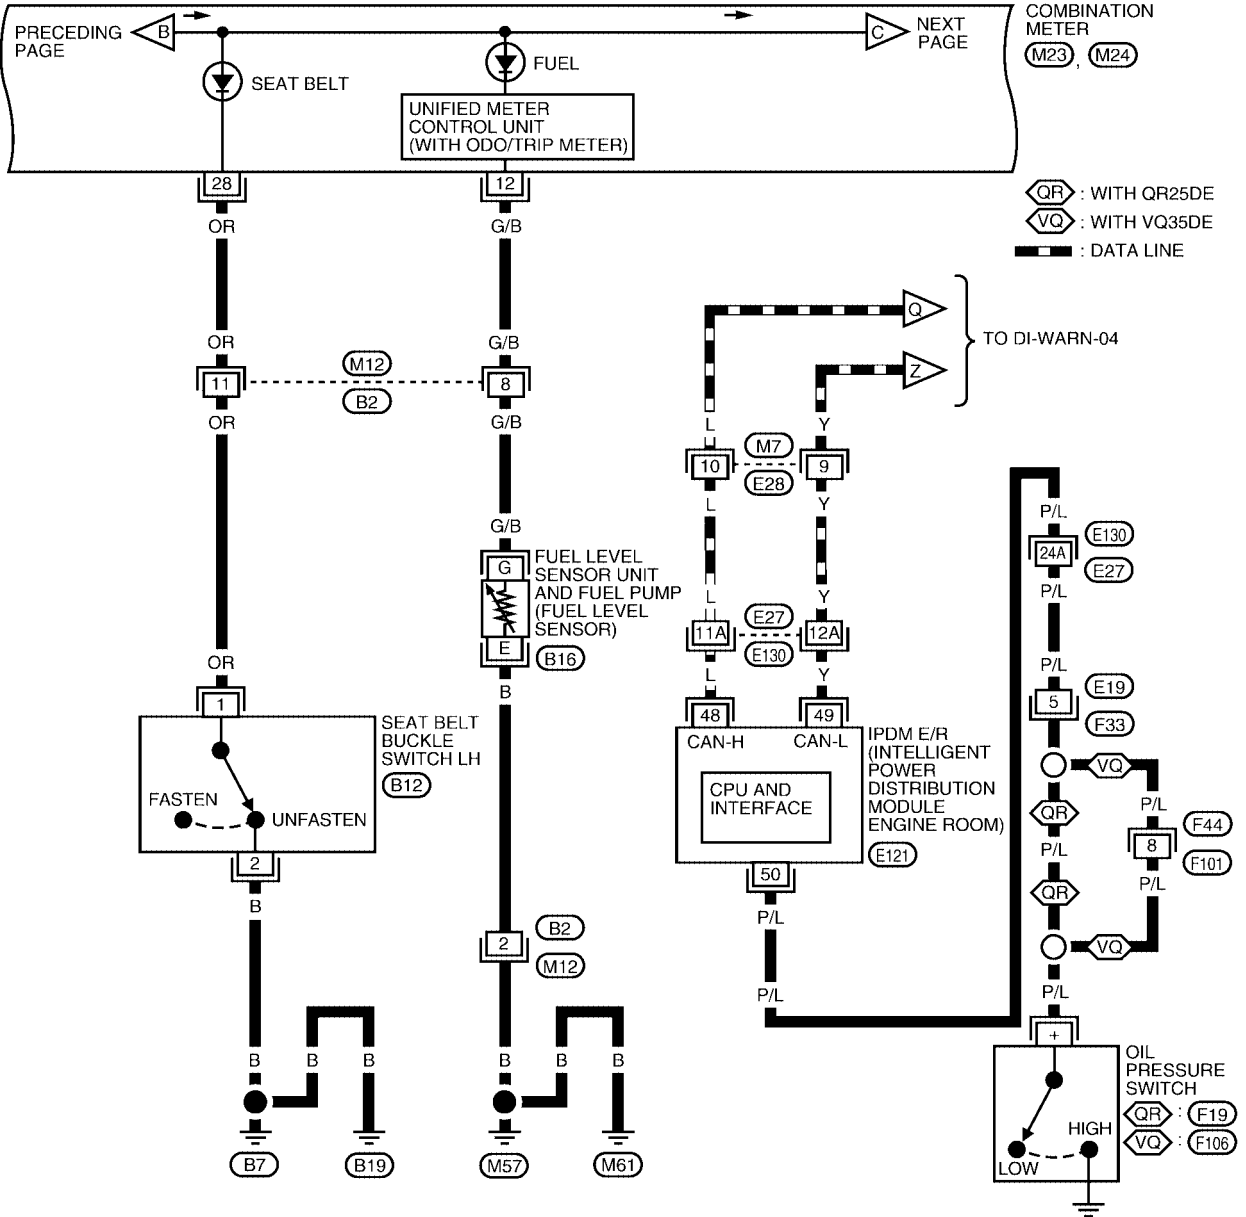 PRECEDING
PAGE
B
C
NEXT
PAGE
COMBINATION
METER
M23 , M24
SEAT BELT
FUEL
UNIFIED METER
CONTROL UNIT
(WITH ODO/TRIP METER)
28
12
QR : WITH QR25DE
VQ : WITH VQ35DE
: DATA LINE
OR
G/B
Q
TO DI-WARN-04
Z
OR
G/B
11
M12
B2
8
OR
G/B
L
Y
10
M7
E28
9
L
Y
P/L
24A
E130
E27
P/L
G/B
G
E
FUEL LEVEL
SENSOR UNIT
AND FUEL PUMP
(FUEL LEVEL
SENSOR)
B16
L
Y
11A
E27
E130
12A
L
Y
OR
B
P/L
5
E19
F33
1
SEAT BELT
BUCKLE
SWITCH LH
B12
FASTEN
UNFASTEN
2
B
48
49
CAN-H
CAN-L
CPU AND
INTERFACE
IPDM E/R
(INTELLIGENT
POWER
DISTRIBUTION
MODULE
ENGINE ROOM)
E121
50
P/L
P/L
VQ
QR
P/L
QR
VQ
P/L
8
F44
F101
P/L
2
B2
M12
P/L
+
OIL
PRESSURE
SWITCH
QR : F19
VQ : F106
HIGH
LOW
B
B
B
B
B
B
B7
B19
M57
M61